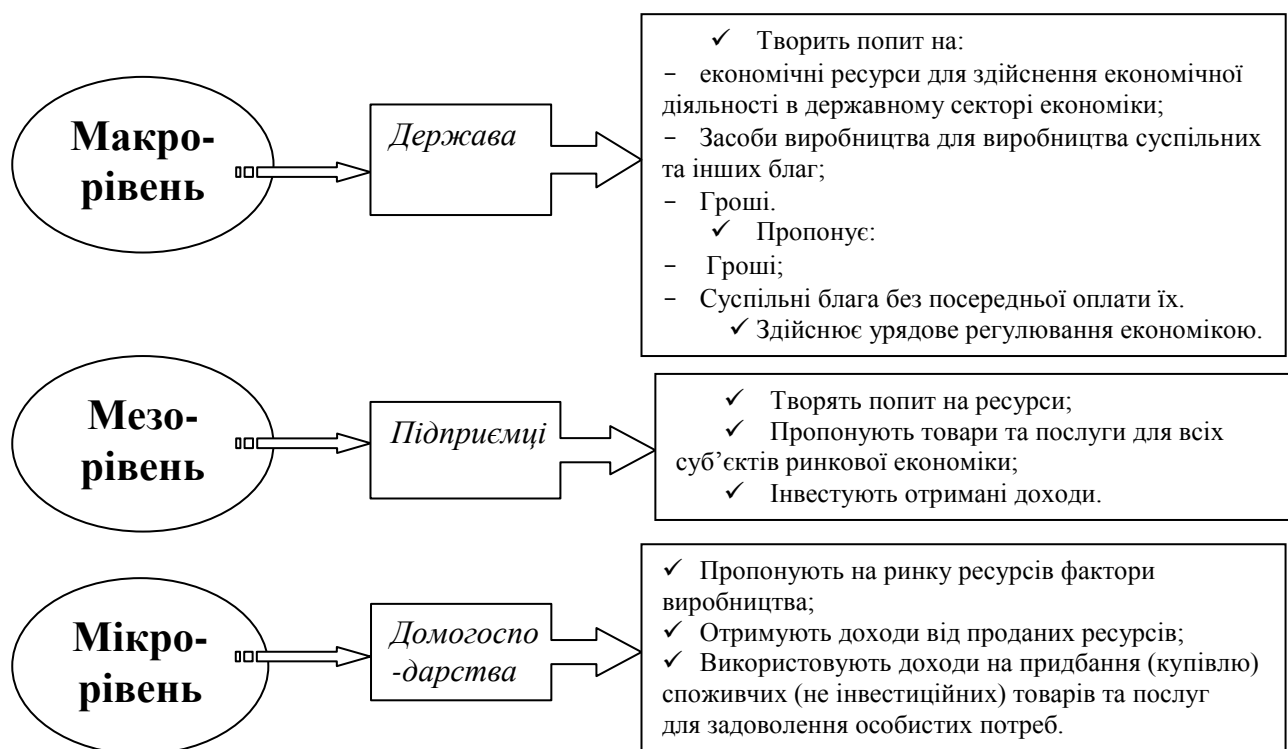 Макро-
рівень
Держава
✓ Творить попит на:
− економічні ресурси для здійснення економічної
діяльності в державному секторі економіки;
− Засоби виробництва для виробництва суспільних
та інших благ;
− Гроші.
✓ Пропонує:
− Гроші;
− Суспільні блага без посередньої оплати їх.
✓ Здійснює урядове регулювання економікою.
Мезо-
рівень
Підприємці
✓ Творять попит на ресурси;
✓ Пропонують товари та послуги для всіх
суб’єктів ринкової економіки;
✓ Інвестують отримані доходи.
Мікро-
рівень
Домогоспо
-дарства
✓ Пропонують на ринку ресурсів фактори
виробництва;
✓ Отримують доходи від проданих ресурсів;
✓ Використовують доходи на придбання (купівлю)
споживчих (не інвестиційних) товарів та послуг
для задоволення особистих потреб.